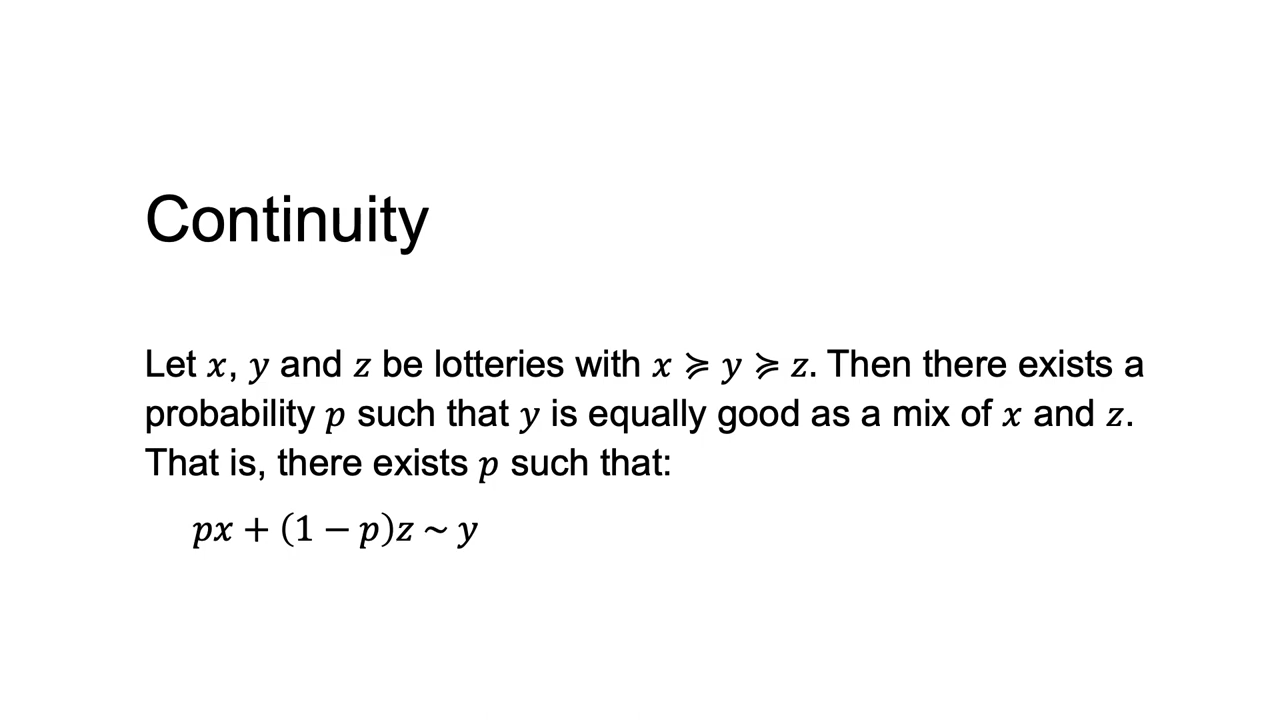 Continuity
Let x, y and z be lotteries with x ≽ y ≽ z. Then there exists a
probability p such that y is equally good as a mix of x and z.
That is, there exists p such that:
px + (1 − p)z ~ y